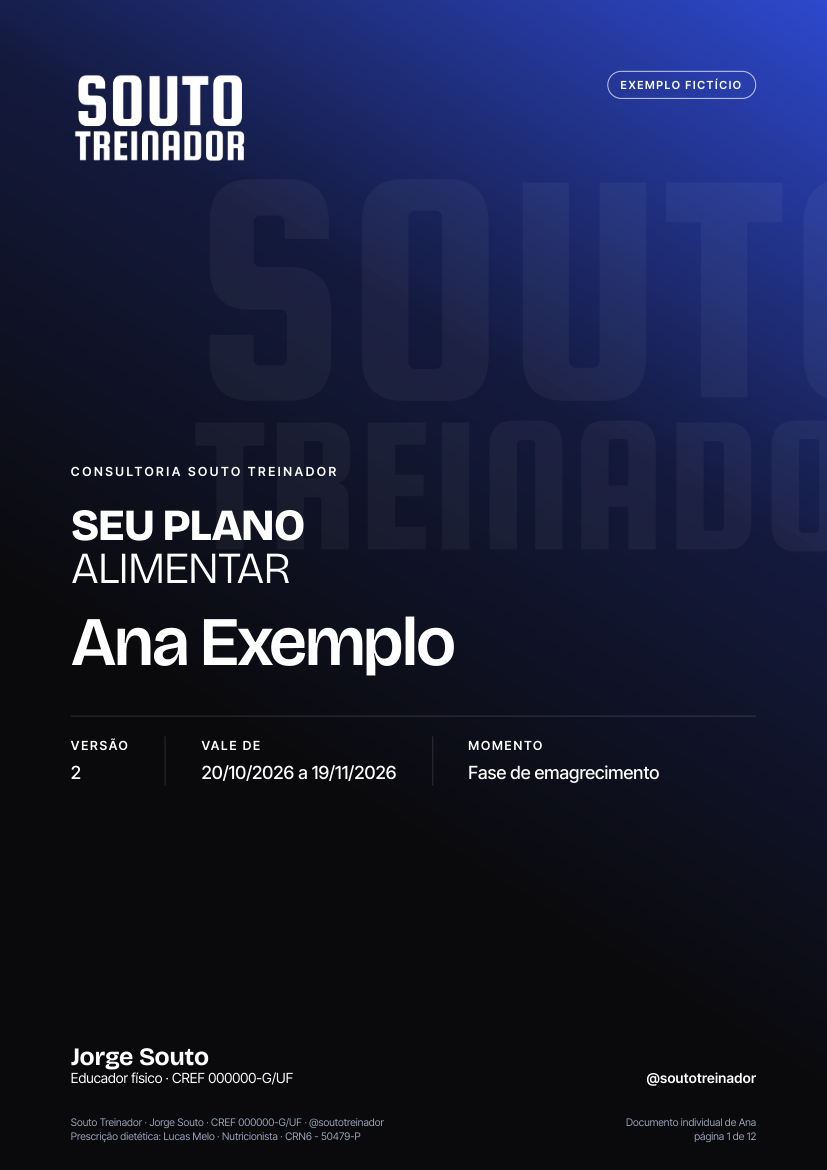 SOUTO
TREINADOR
EXEMPLO FICTÍCIO
SOUTO
TREINADO
CONSULTORIA SOUTO TREINADOR
SEU PLANO
ALIMENTAR
Ana Exemplo
VERSÃO
2
VALE DE
20/10/2026 a 19/11/2026
MOMENTO
Fase de emagrecimento
Jorge Souto
Educador físico · CREF 000000-G/UF
@soutotreinador
Souto Treinador · Jorge Souto · CREF 000000-G/UF · @soutotreinador
Prescrição dietética: Lucas Melo · Nutricionista · CRN6 - 50479-P
Documento individual de Ana
página 1 de 12